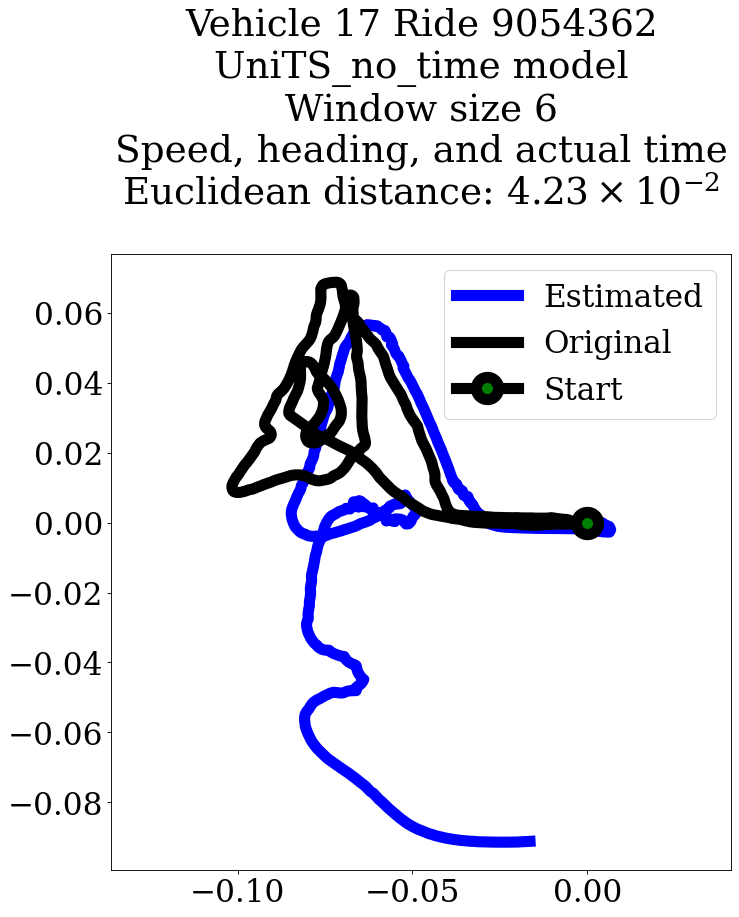 Vehicle 17 Ride 9054362
UniTS_no_time model
Window size 6
Speed, heading, and actual time
Euclidean distance: 4.23 × 10⁻²
Estimated
Original
Start
0.06
0.04
0.02
0.00
−0.02
−0.04
−0.06
−0.08
−0.10
−0.05
0.00